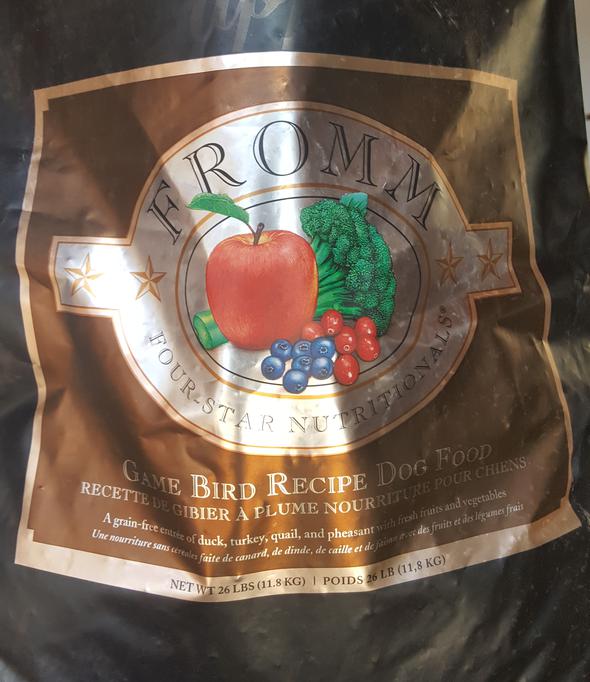 FROMM
FOUR-STAR NUTRITIONALS®
GAME BIRD RECIPE DOG FOOD
RECETTE DE GIBIER À PLUME NOURRITURE POUR CHIENS
A grain-free entrée of duck, turkey, quail, and pheasant with fresh fruits and vegetables
Une nourriture sans céréales faite de canard, de dinde, de caille et de faisan avec des fruits et des légumes frais
NET WT 26 LBS (11.8 KG) | POIDS 26 LB (11,8 KG)